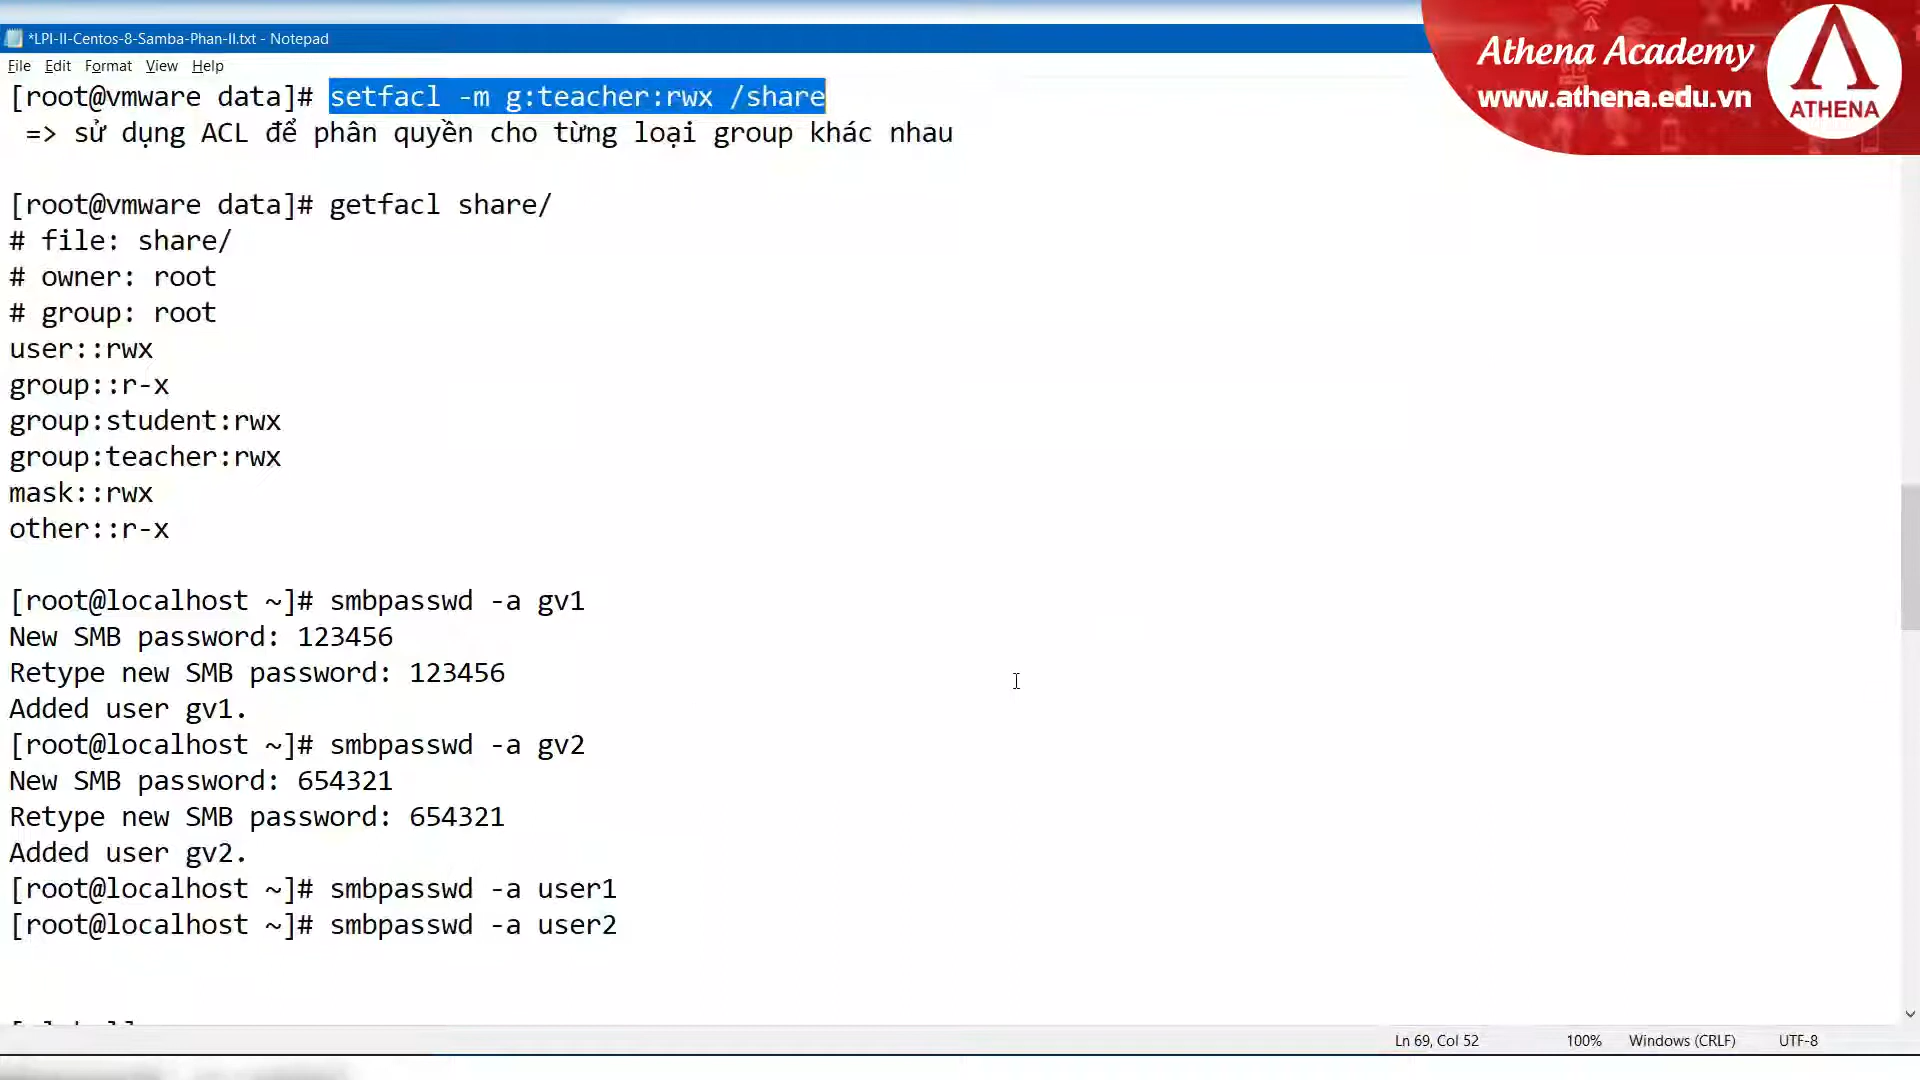 *LPI-II-Centos-8-Samba-Phan-II.txt - Notepad
File Edit Format View Help
Athena Academy
www.athena.edu.vn
ATHENA
[root@vmware data]# setfacl -m g:teacher:rwx /share
=> sử dụng ACL để phân quyền cho từng loại group khác nhau
[root@vmware data]# getfacl share/
# file: share/
# owner: root
# group: root
user::rwx
group::r-x
group:student:rwx
group:teacher:rwx
mask::rwx
other::r-x
[root@localhost ~]# smbpasswd -a gv1
New SMB password: 123456
Retype new SMB password: 123456
Added user gv1.
[root@localhost ~]# smbpasswd -a gv2
New SMB password: 654321
Retype new SMB password: 654321
Added user gv2.
[root@localhost ~]# smbpasswd -a user1
[root@localhost ~]# smbpasswd -a user2
Ln 69, Col 52 100% Windows (CRLF) UTF-8